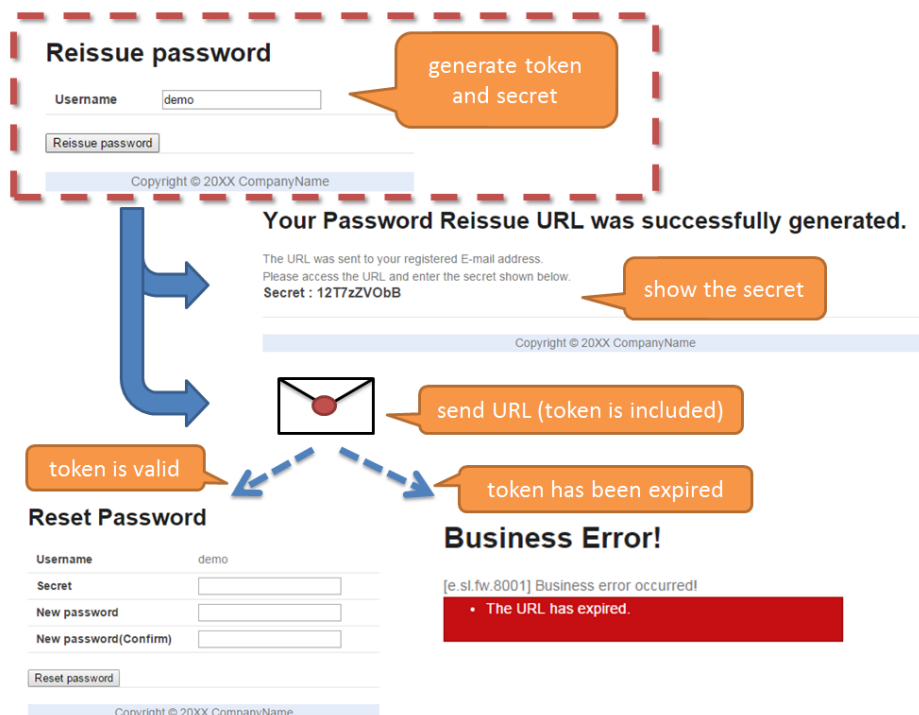 Reissue password
generate token
and secret
Username demo
Reissue password
Copyright © 20XX CompanyName
Your Password Reissue URL was successfully generated.
The URL was sent to your registered E-mail address.
Please access the URL and enter the secret shown below.
Secret : 12T7zZVObB
show the secret
Copyright © 20XX CompanyName
send URL (token is included)
token is valid
token has been expired
Reset Password
Username demo
Secret
New password
New password(Confirm)
Reset password
Copyright © 20XX CompanyName
Business Error!
[e.sl.fw.8001] Business error occurred!
• The URL has expired.